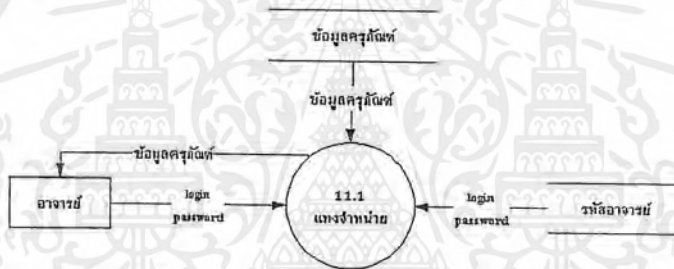 ข้อมูลครุภัณฑ์
ข้อมูลครุภัณฑ์
ข้อมูลครุภัณฑ์
อาจารย์
login
password
11.1
แทงจำหน่าย
login
password
รหัสอาจารย์